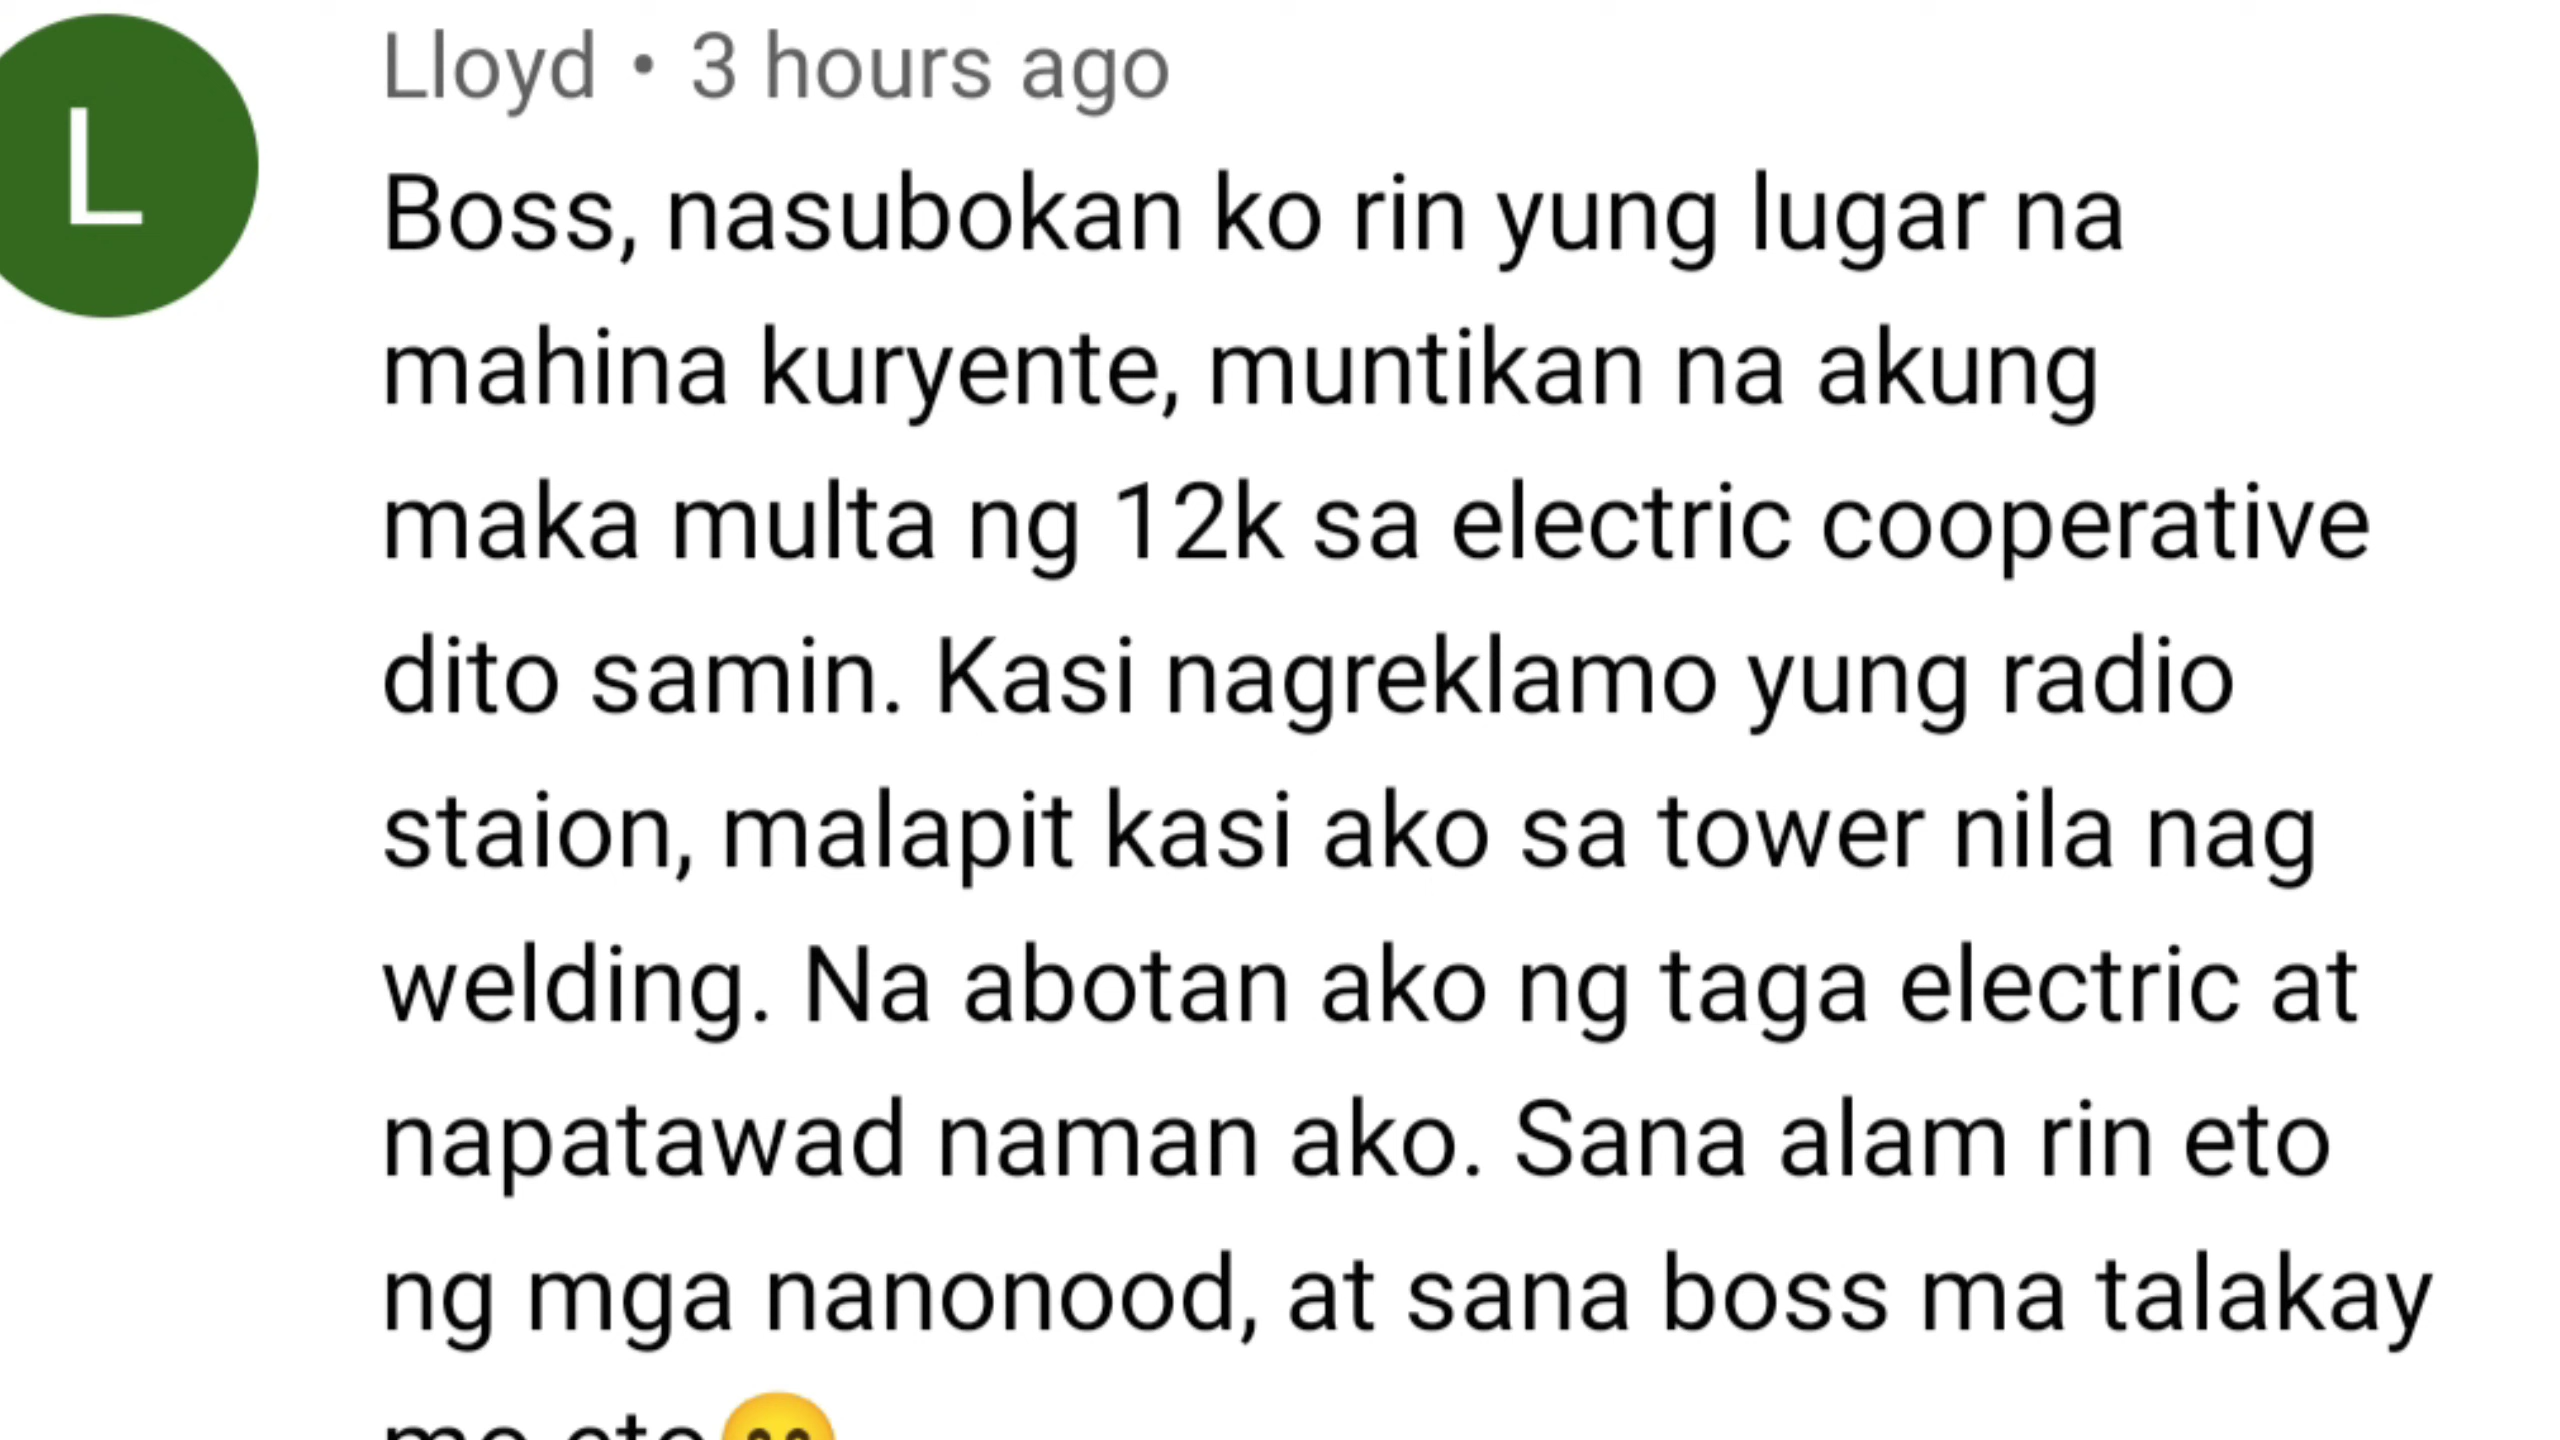 L
Lloyd • 3 hours ago
Boss, nasubokan ko rin yung lugar na
mahina kuryente, muntikan na akung
maka multa ng 12k sa electric cooperative
dito samin. Kasi nagreklamo yung radio
staion, malapit kasi ako sa tower nila nag
welding. Na abotan ako ng taga electric at
napatawad naman ako. Sana alam rin eto
ng mga nanonood, at sana boss ma talakay
mo eto